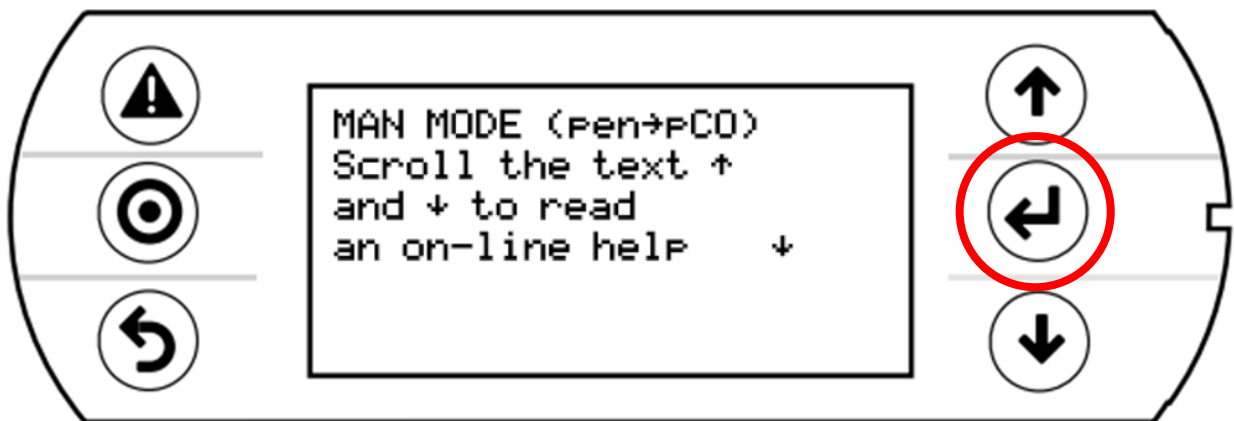 MAN MODE (pen→pCO)
Scroll the text ↑
and ↓ to read
an on-line help ↓